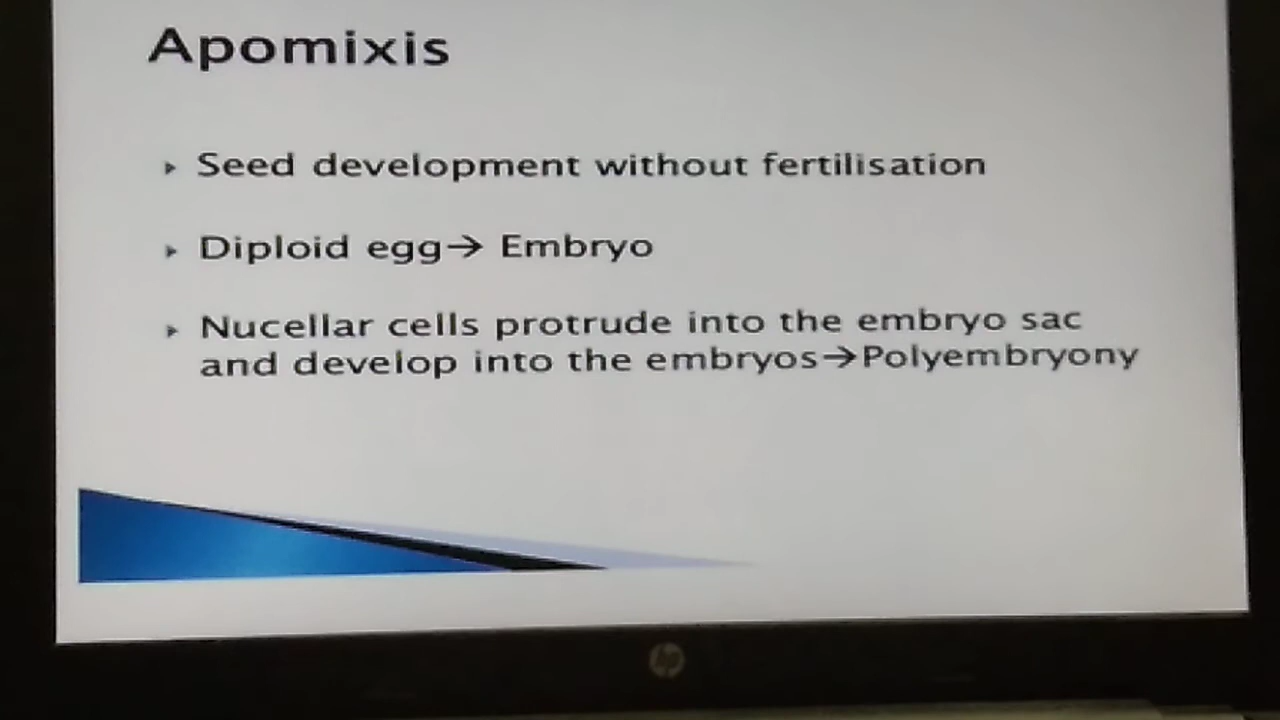 Apomixis
Seed development without fertilisation
Diploid egg→ Embryo
Nucellar cells protrude into the embryo sac
and develop into the embryos→Polyembryony
hp